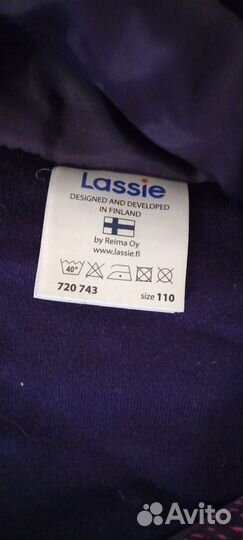 Lassie
DESIGNED AND DEVELOPED
IN FINLAND
by Reima Oy
www.lassie.fi
40°
720 743 size 110
Avito